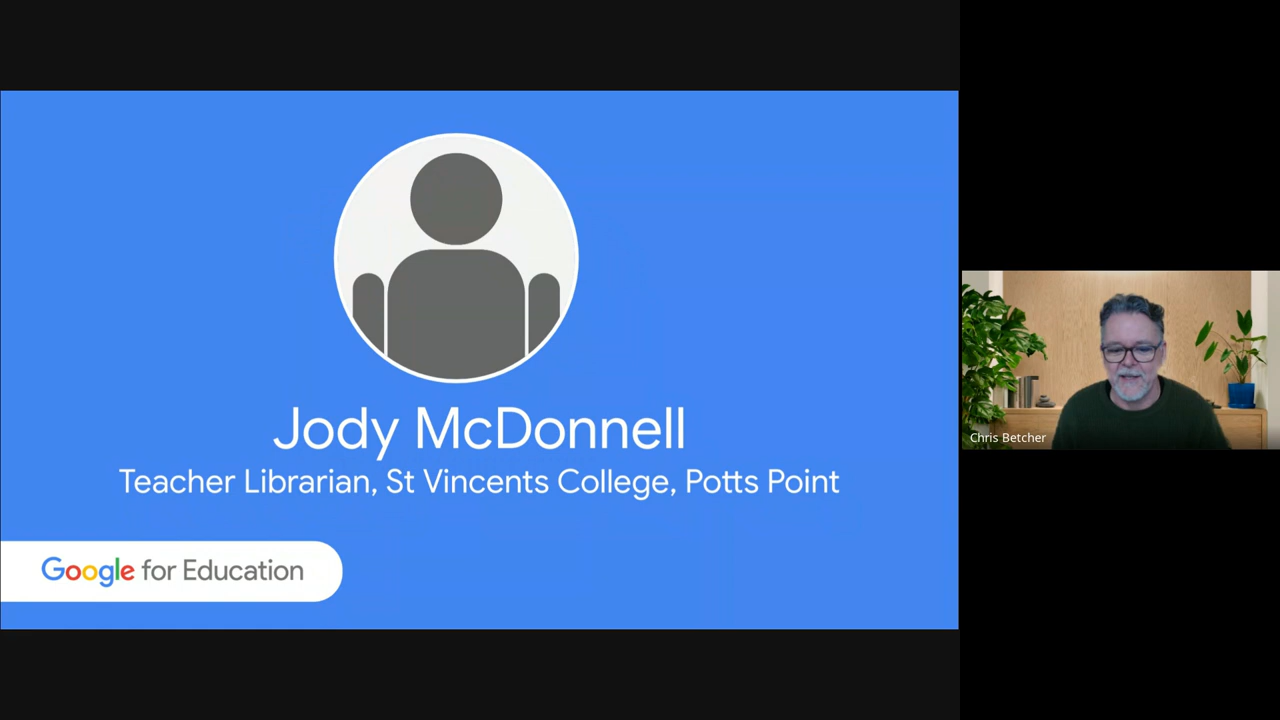 Jody McDonnell
Teacher Librarian, St Vincents College, Potts Point
Google for Education
Chris Betcher